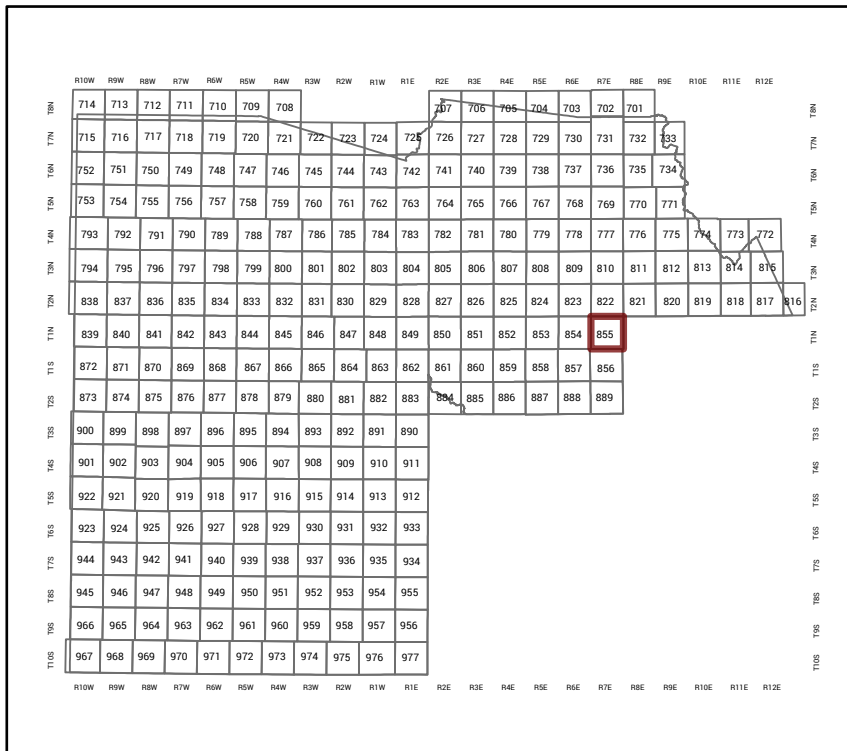 R10W R9W R8W R7W R6W R5W R4W R3W R2W R1W R1E R2E R3E R4E R5E R6E R7E R8E R9E R10E R11E R12E
T8N 714 713 712 711 710 709 708 707 706 705 704 703 702 701 T8N
T7N 715 716 717 718 719 720 721 722 723 724 725 726 727 728 729 730 731 732 733 T7N
T6N 752 751 750 749 748 747 746 745 744 743 742 741 740 739 738 737 736 735 734 T6N
T5N 753 754 755 756 757 758 759 760 761 762 763 764 765 766 767 768 769 770 771 T5N
T4N 793 792 791 790 789 788 787 786 785 784 783 782 781 780 779 778 777 776 775 774 773 772 T4N
T3N 794 795 796 797 798 799 800 801 802 803 804 805 806 807 808 809 810 811 812 813 814 815 T3N
T2N 838 837 836 835 834 833 832 831 830 829 828 827 826 825 824 823 822 821 820 819 818 817 816 T2N
T1N 839 840 841 842 843 844 845 846 847 848 849 850 851 852 853 854 855 T1N
T1S 872 871 870 869 868 867 866 865 864 863 862 861 860 859 858 857 856 T1S
T2S 873 874 875 876 877 878 879 880 881 882 883 884 885 886 887 888 889 T2S
T3S 900 899 898 897 896 895 894 893 892 891 890 T3S
T4S 901 902 903 904 905 906 907 908 909 910 911 T4S
T5S 922 921 920 919 918 917 916 915 914 913 912 T5S
T6S 923 924 925 926 927 928 929 930 931 932 933 T6S
T7S 944 943 942 941 940 939 938 937 936 935 934 T7S
T8S 945 946 947 948 949 950 951 952 953 954 955 T8S
T9S 966 965 964 963 962 961 960 959 958 957 956 T9S
T10S 967 968 969 970 971 972 973 974 975 976 977 T10S
R10W R9W R8W R7W R6W R5W R4W R3W R2W R1W R1E R2E R3E R4E R5E R6E R7E R8E R9E R10E R11E R12E